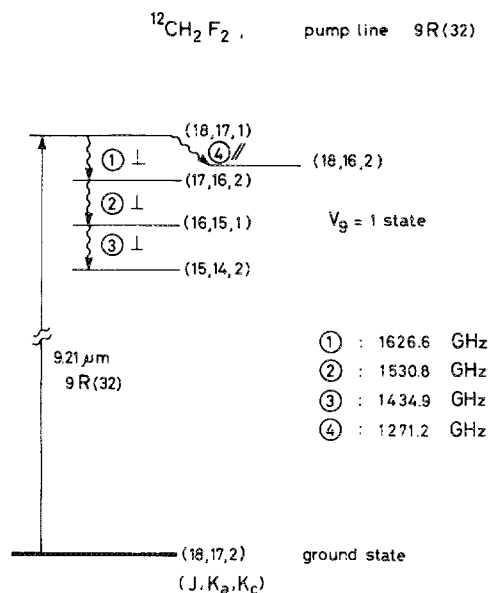 ¹²CH₂F₂, pump line 9R(32)
(18,17,1)
④ // (18,16,2)
① ⊥
(17,16,2)
② ⊥
(16,15,1)
V₉ = 1 state
③ ⊥
(15,14,2)
① : 1626.6 GHz
② : 1530.8 GHz
③ : 1434.9 GHz
④ : 1271.2 GHz
9.21 μm
9R(32)
(18,17,2) ground state
(J,Ka,Kc)